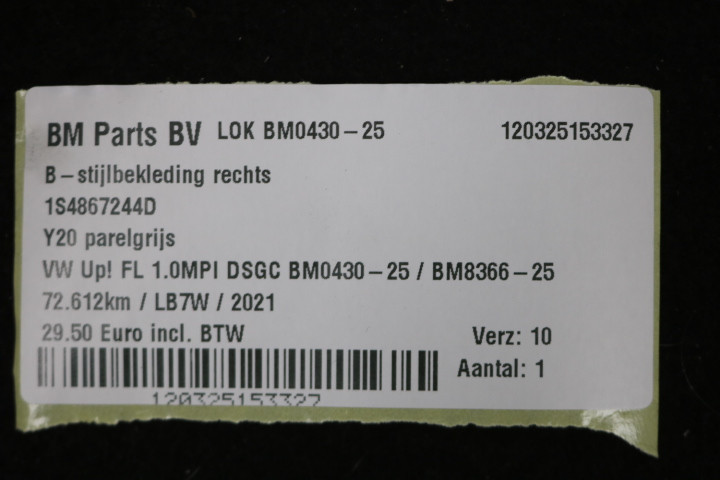 BM Parts BV LOK BM0430-25 120325153327
B-stijlbekleding rechts
1S4867244D
Y20 parelgrijs
VW Up! FL 1.0MPI DSGC BM0430-25 / BM8366-25
72.612km / LB7W / 2021
29.50 Euro incl. BTW Verz: 10
Aantal: 1
120325153327